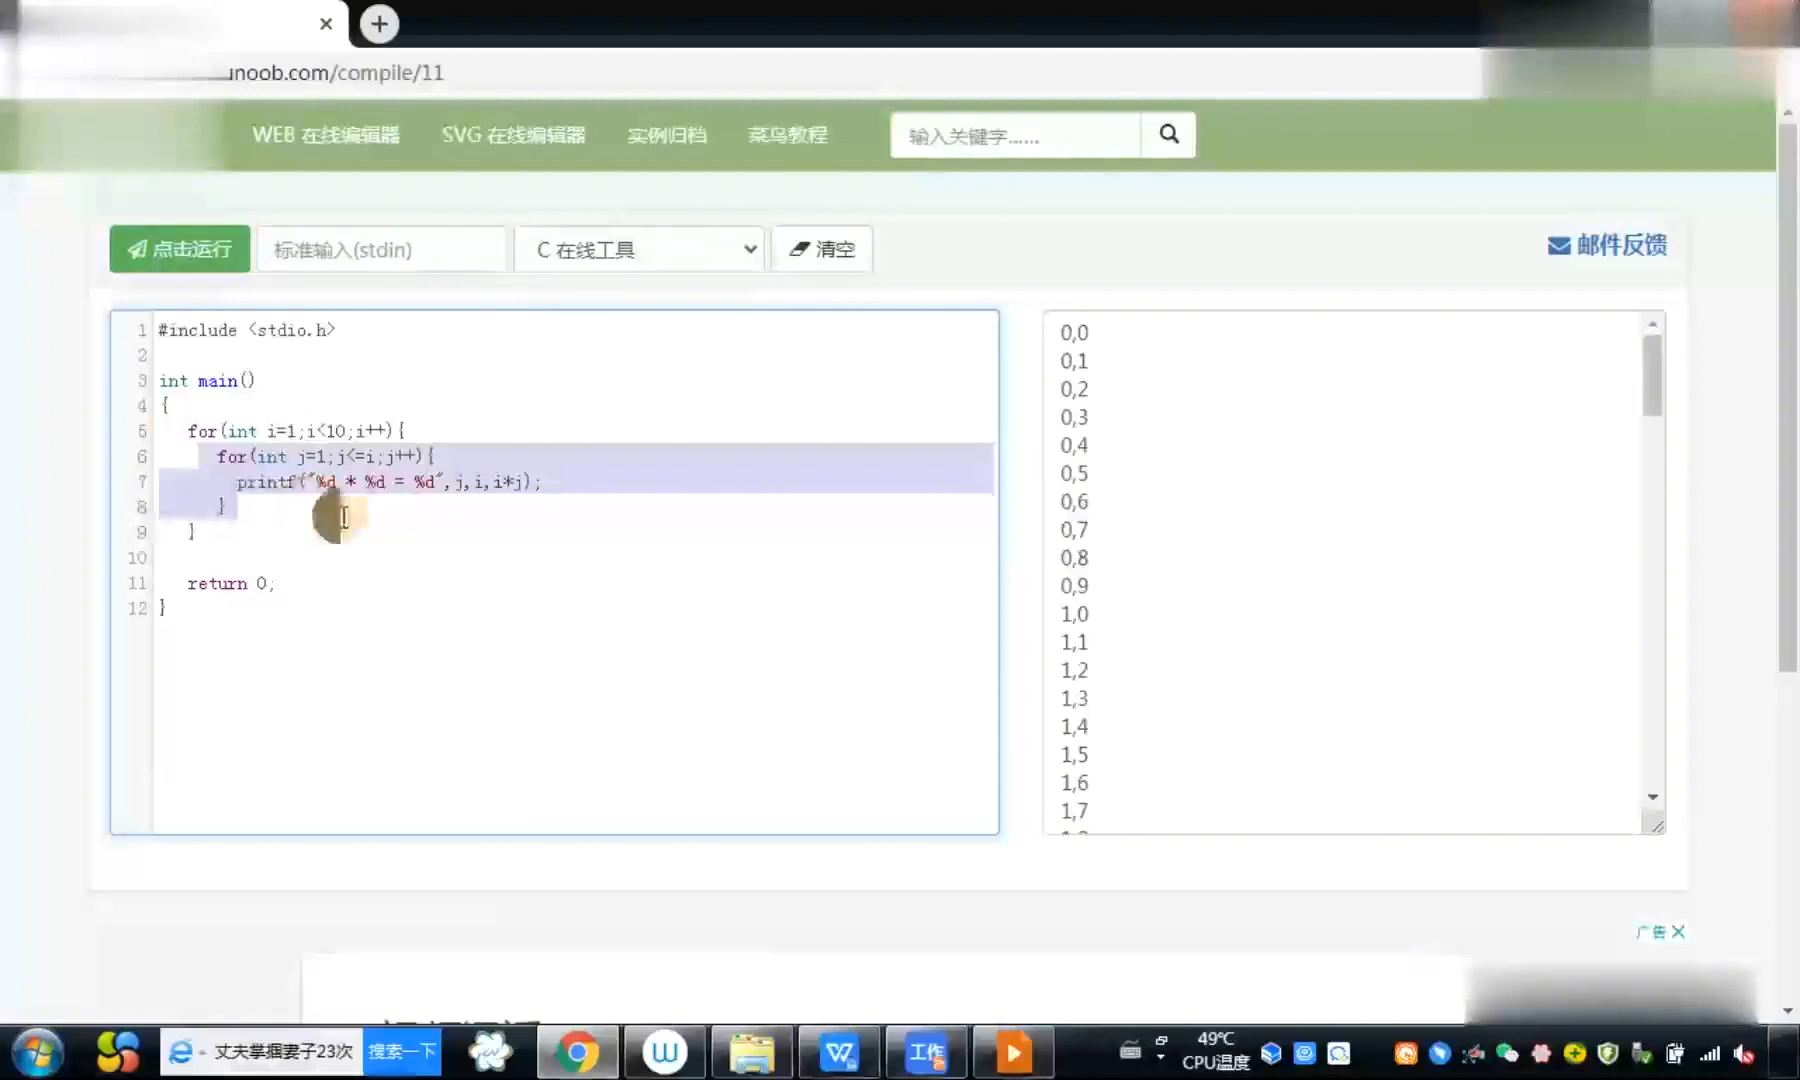 unoob.com/compile/11
WEB 在线编辑器
SVG 在线编辑器
实例归档
菜鸟教程
输入关键字......
点击运行
标准输入(stdin)
C 在线工具
清空
邮件反馈
1 #include <stdio.h>
2
3 int main()
4 {
5 for(int i=1;i<10;i++){
6 for(int j=1;j<=i;j++){
7 printf("%d * %d = %d",j,i,i*j);
8 }
9 }
10
11 return 0;
12 }
0,0
0,1
0,2
0,3
0,4
0,5
0,6
0,7
0,8
0,9
1,0
1,1
1,2
1,3
1,4
1,5
1,6
1,7
广告
丈夫掌掴妻子23次
搜索一下
工作
49℃
CPU温度